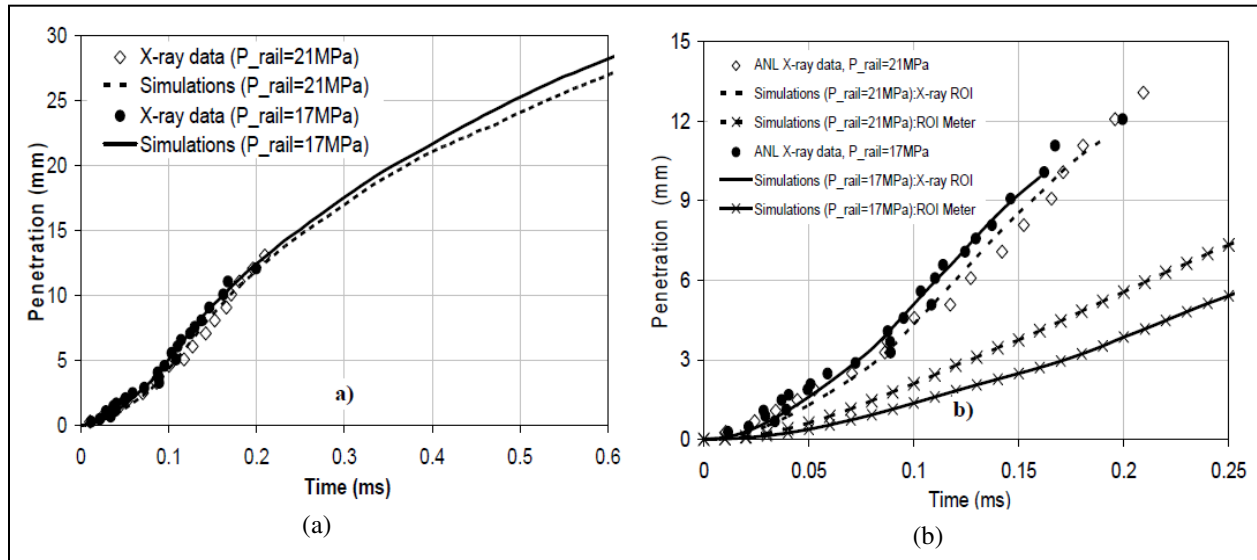 30
25
20
15
10
5
0
Penetration (mm)
X-ray data (P_rail=21MPa)
Simulations (P_rail=21MPa)
X-ray data (P_rail=17MPa)
Simulations (P_rail=17MPa)
a)
0 0.1 0.2 0.3 0.4 0.5 0.6
Time (ms)
(a)
15
12
9
6
3
0
Penetration (mm)
ANL X-ray data, P_rail=21MPa
Simulations (P_rail=21MPa):X-ray ROI
Simulations (P_rail=21MPa):ROI Meter
ANL X-ray data, P_rail=17MPa
Simulations (P_rail=17MPa):X-ray ROI
Simulations (P_rail=17MPa):ROI Meter
b)
0 0.05 0.1 0.15 0.2 0.25
Time (ms)
(b)